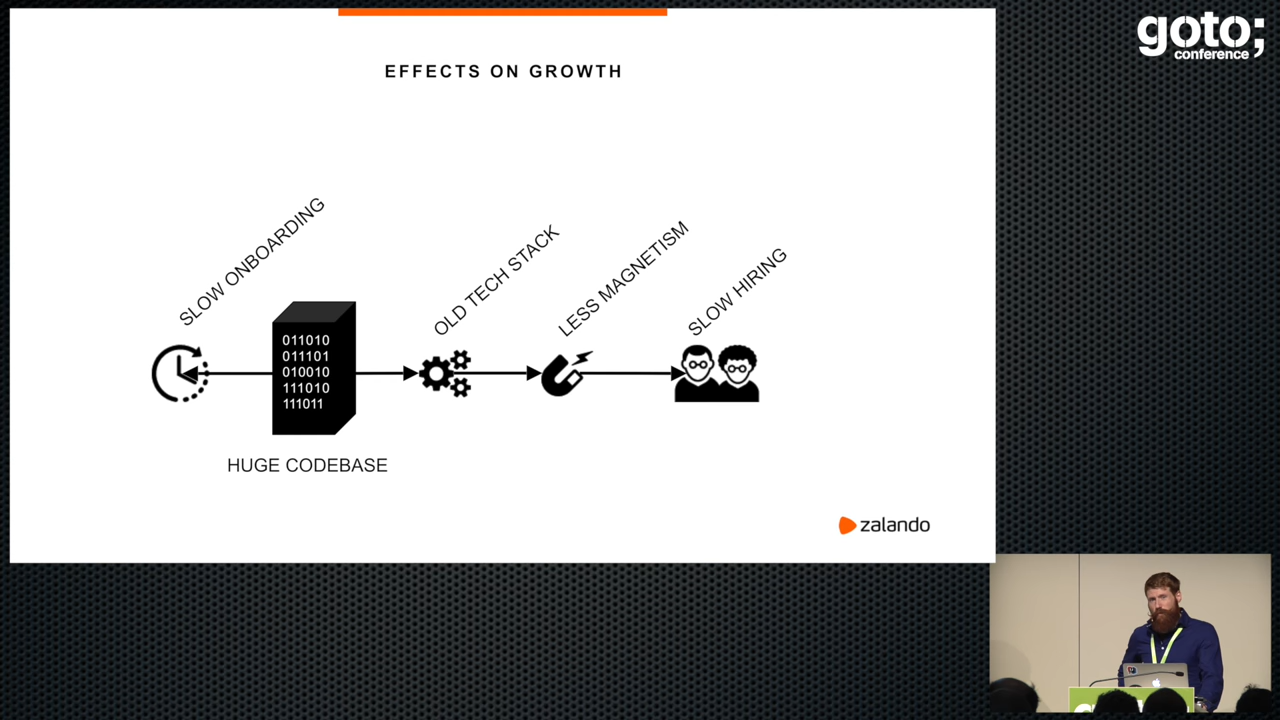 goto;
conference
EFFECTS ON GROWTH
SLOW ONBOARDING
OLD TECH STACK
LESS MAGNETISM
SLOW HIRING
011010
011101
010010
111010
111011
HUGE CODEBASE
zalando